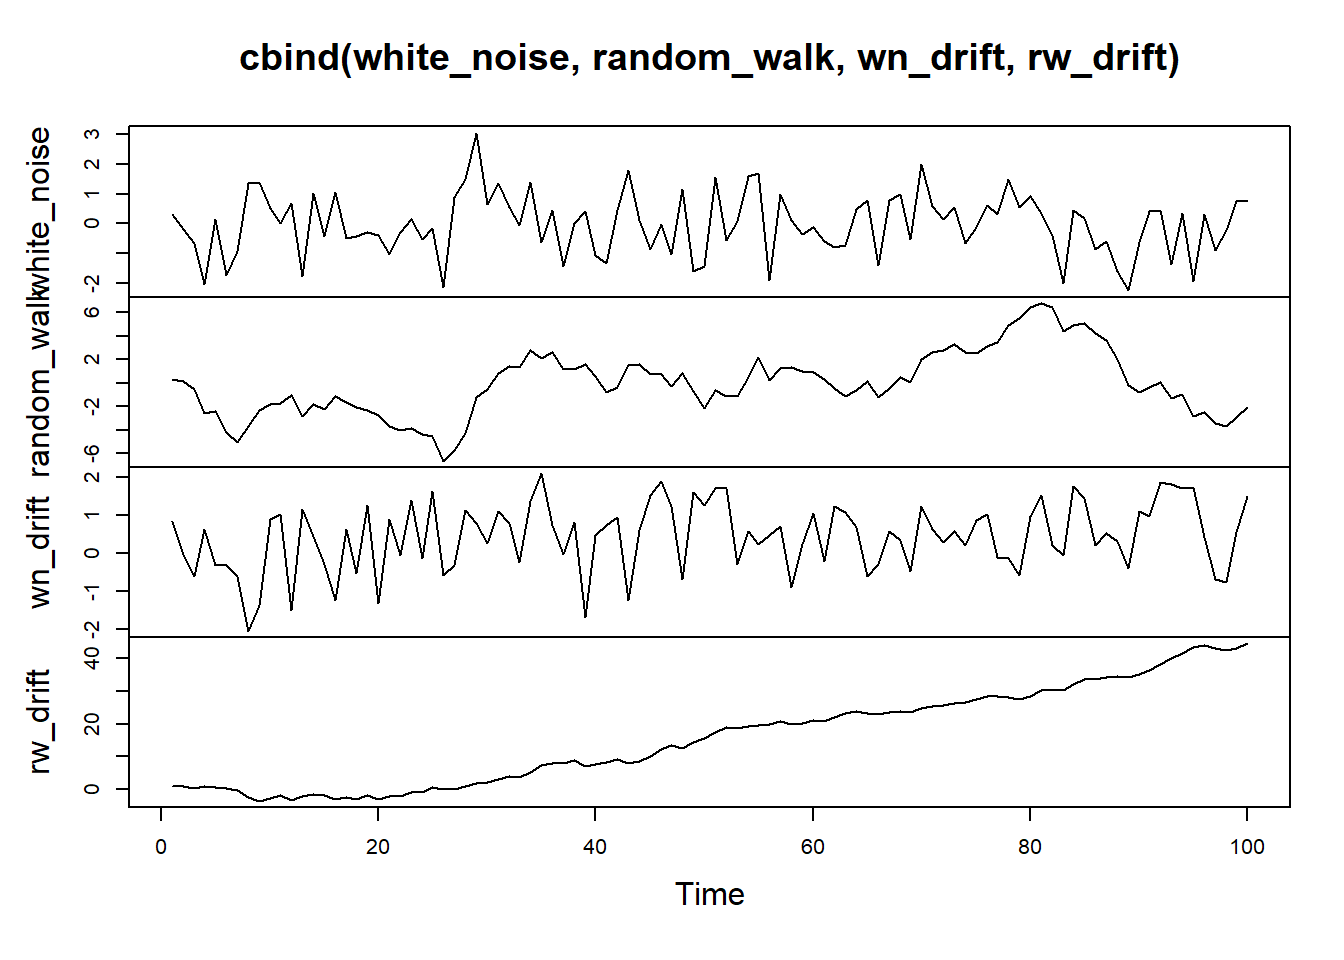 cbind(white_noise, random_walk, wn_drift, rw_drift)
white_noise
3
2
1
0
-2
random_walk
6
2
-2
-6
wn_drift
2
1
0
-1
-2
rw_drift
40
20
0
0 20 40 60 80 100
Time